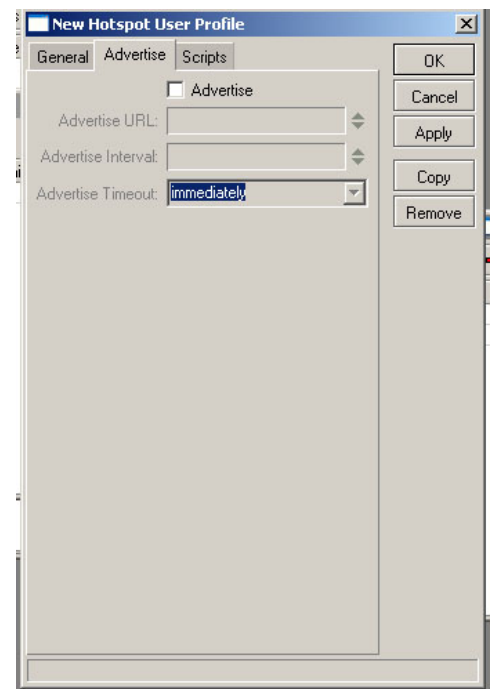 New Hotspot User Profile
General Advertise Scripts
OK
Advertise
Cancel
Advertise URL:
Apply
Advertise Interval:
Copy
Advertise Timeout: immediately
Remove